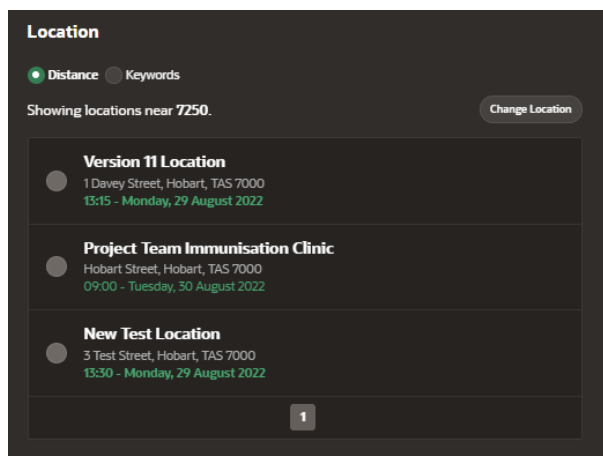 Location
Distance Keywords
Showing locations near 7250.
Change Location
Version 11 Location
1 Davey Street, Hobart, TAS 7000
13:15 - Monday, 29 August 2022
Project Team Immunisation Clinic
Hobart Street, Hobart, TAS 7000
09:00 - Tuesday, 30 August 2022
New Test Location
3 Test Street, Hobart, TAS 7000
13:30 - Monday, 29 August 2022
1